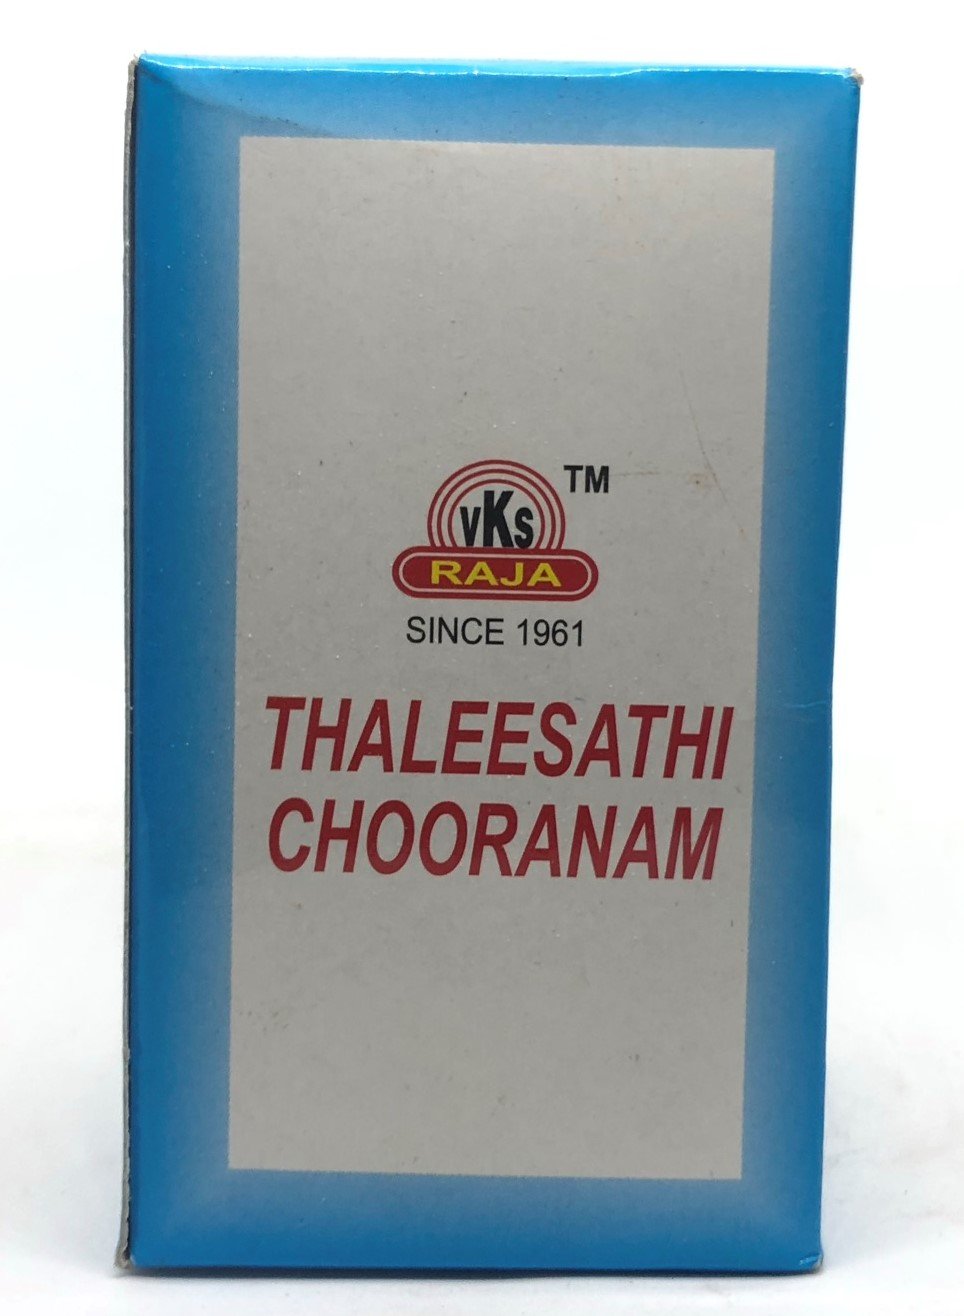 VKS TM
RAJA
SINCE 1961
THALEESATHI
CHOORANAM